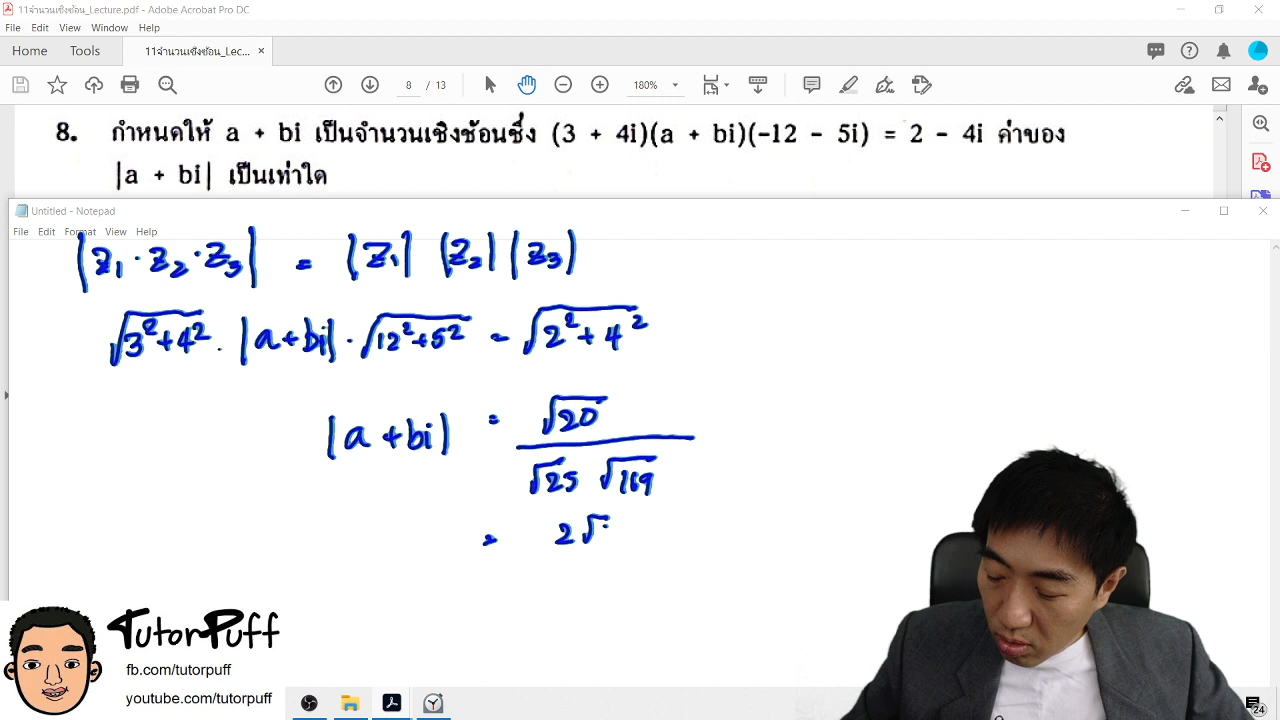 11จำนวนเชิงซ้อน_Lecture.pdf - Adobe Acrobat Pro DC
File Edit View Window Help
Home Tools 11จำนวนเชิงซ้อน_Lec... ×
8 / 13 180%
8. กำหนดให้ a + bi เป็นจำนวนเชิงซ้อนซึ่ง (3 + 4i)(a + bi)(-12 - 5i) = 2 - 4i ค่าของ
|a + bi| เป็นเท่าใด
Untitled - Notepad
File Edit Format View Help
|z₁ · z₂ · z₃| = |z₁| |z₂| |z₃|
√3²+4² · |a+bi| · √12²+5² = √2²+4²
|a+bi| = √20
√25 √169
= 2√
TutorPuff
fb.com/tutorpuff
youtube.com/tutorpuff
24